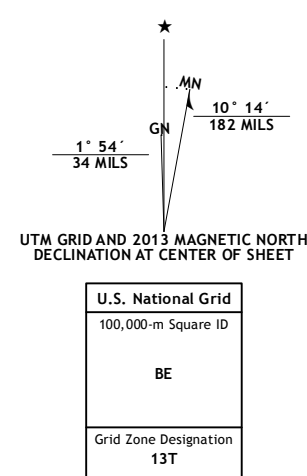 ★
MN
GN
1° 54´
34 MILS
10° 14´
182 MILS
UTM GRID AND 2013 MAGNETIC NORTH
DECLINATION AT CENTER OF SHEET
U.S. National Grid
100,000-m Square ID
BE
Grid Zone Designation
13T